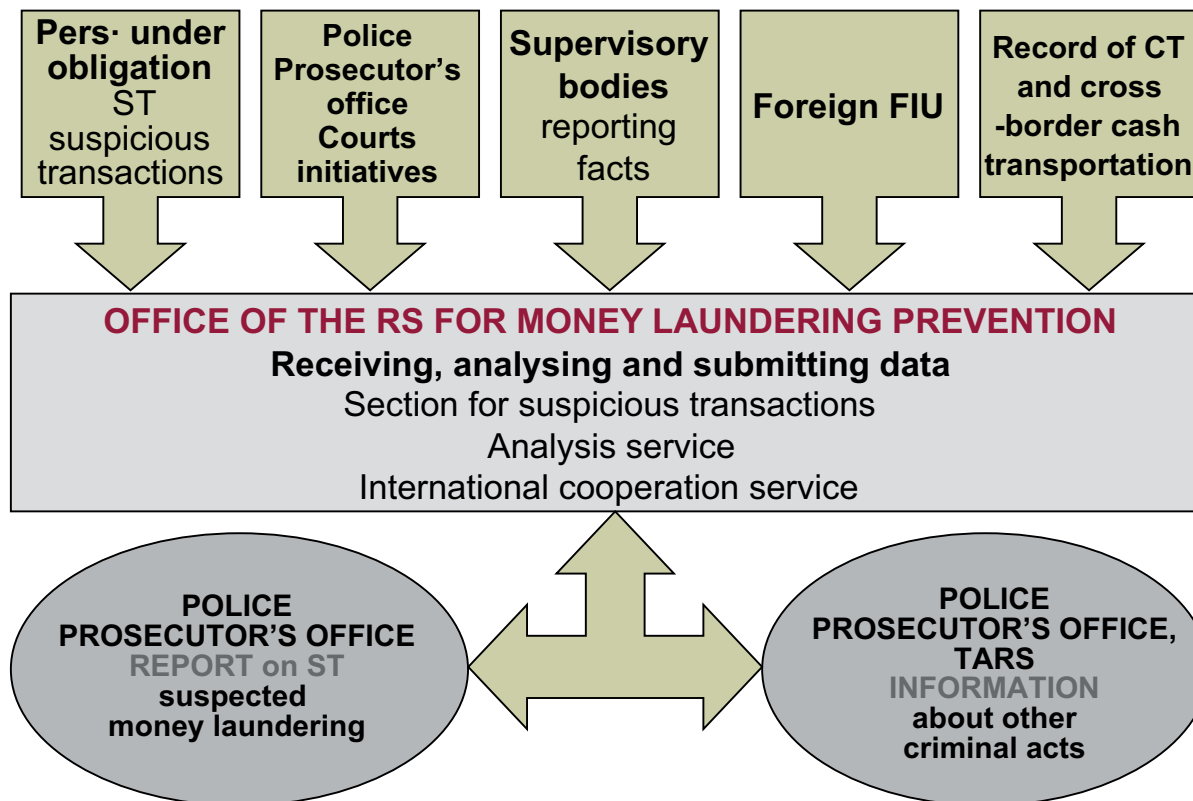 Pers· under
obligation
ST
suspicious
transactions
Police
Prosecutor’s
office
Courts
initiatives
Supervisory
bodies
reporting
facts
Foreign FIU
Record of CT
and cross
-border cash
transportation
OFFICE OF THE RS FOR MONEY LAUNDERING PREVENTION
Receiving, analysing and submitting data
Section for suspicious transactions
Analysis service
International cooperation service
POLICE
PROSECUTOR’S OFFICE
REPORT on ST
suspected
money laundering
POLICE
PROSECUTOR’S OFFICE,
TARS
INFORMATION
about other
criminal acts